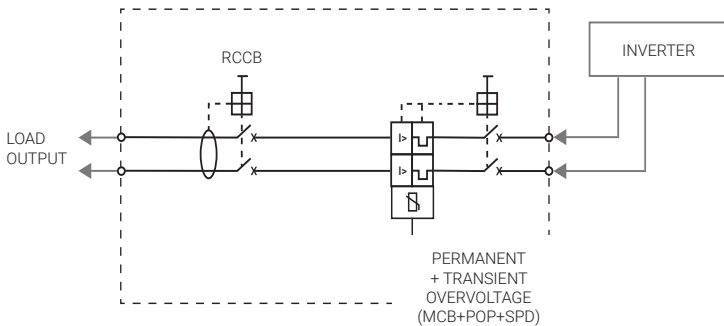 RCCB
INVERTER
LOAD
OUTPUT
I>
I>
PERMANENT
+ TRANSIENT
OVERVOLTAGE
(MCB+POP+SPD)